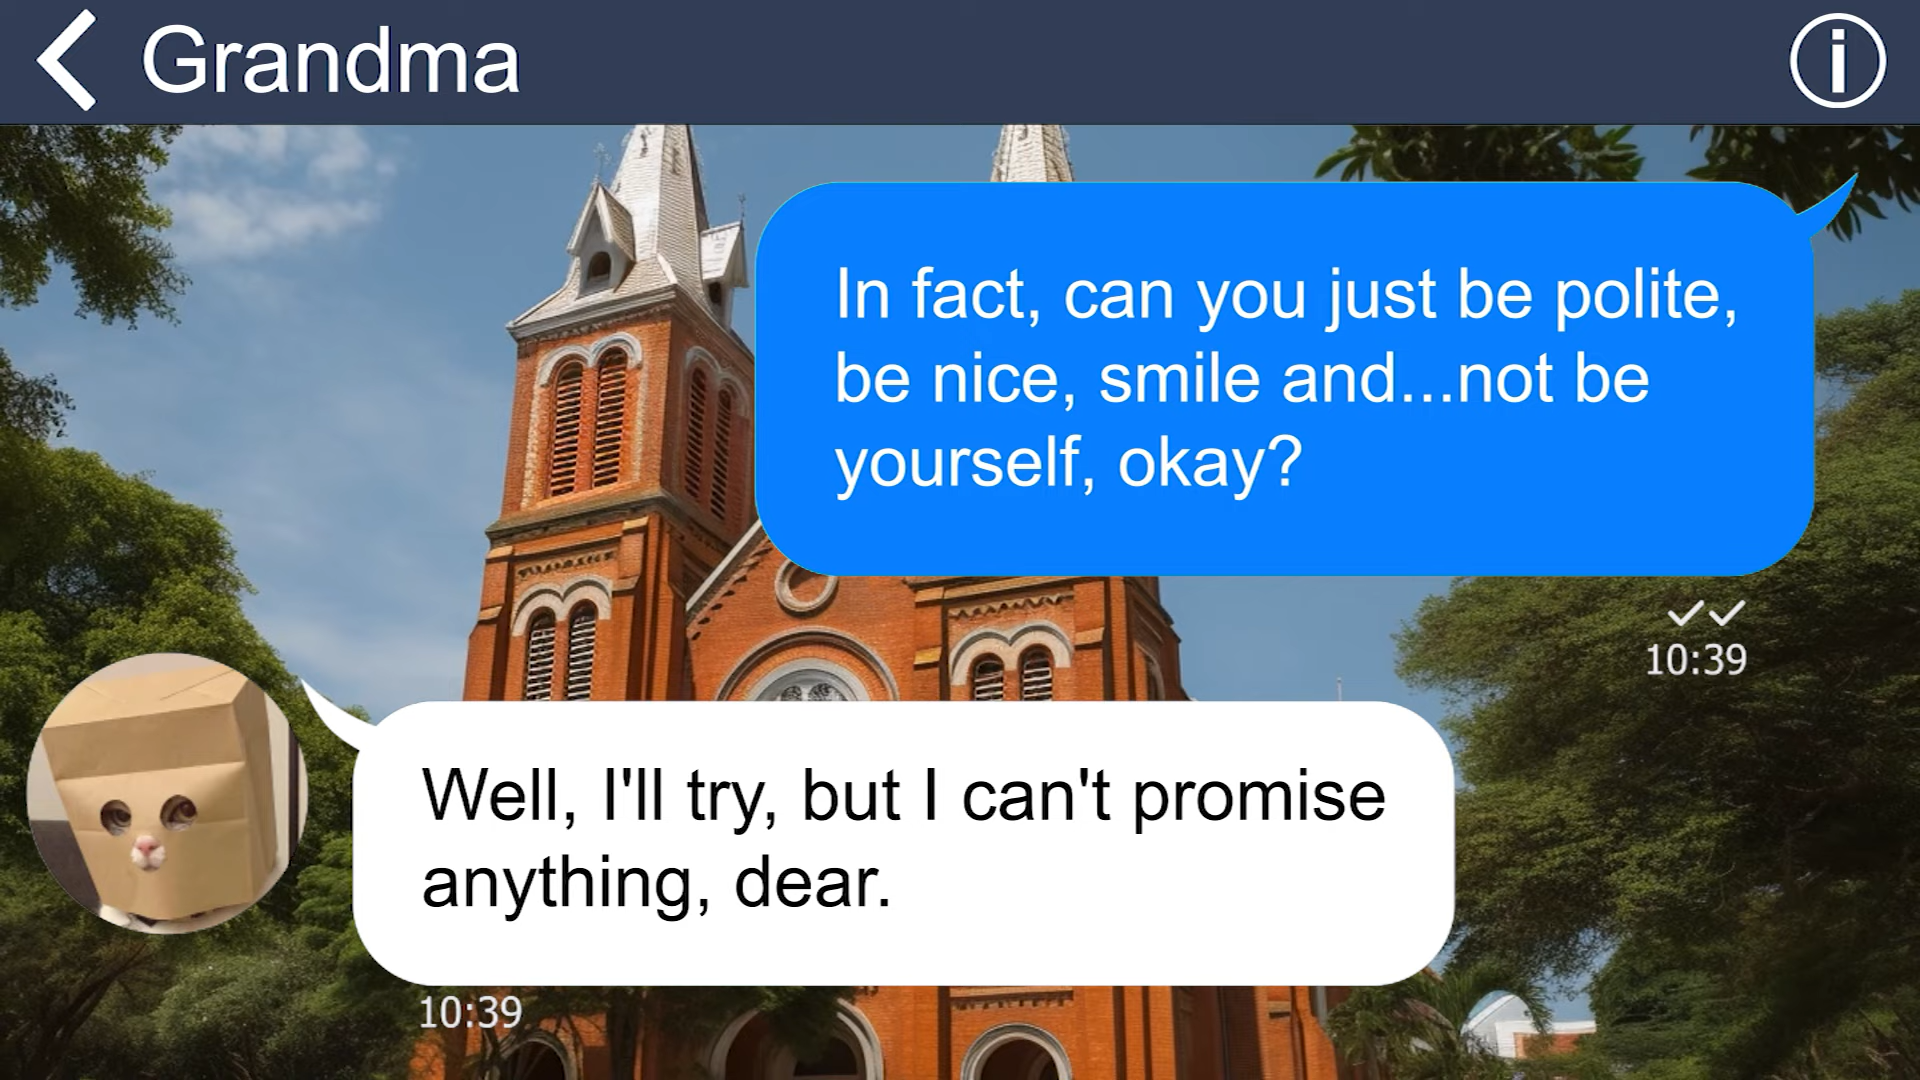 Grandma
In fact, can you just be polite,
be nice, smile and...not be
yourself, okay?
10:39
Well, I'll try, but I can't promise
anything, dear.
10:39